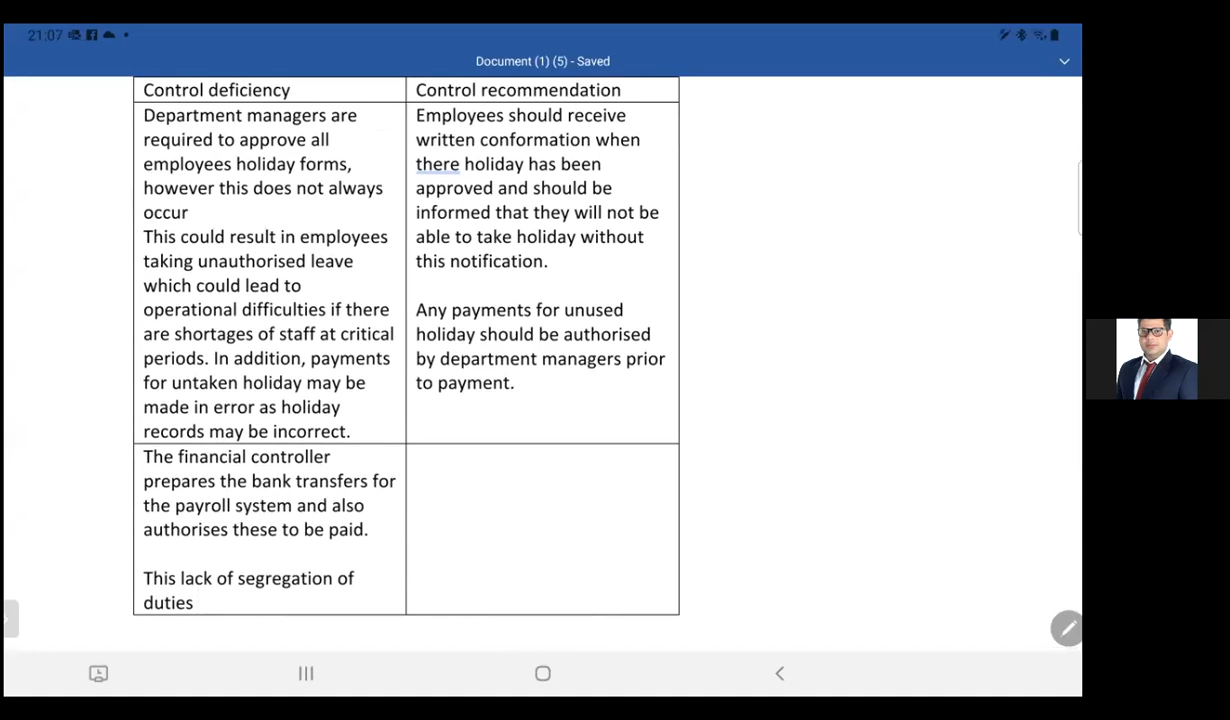 21:07
Document (1) (5) - Saved
Control deficiency
Control recommendation
Department managers are
required to approve all
employees holiday forms,
however this does not always
occur
This could result in employees
taking unauthorised leave
which could lead to
operational difficulties if there
are shortages of staff at critical
periods. In addition, payments
for untaken holiday may be
made in error as holiday
records may be incorrect.
Employees should receive
written conformation when
there holiday has been
approved and should be
informed that they will not be
able to take holiday without
this notification.
Any payments for unused
holiday should be authorised
by department managers prior
to payment.
The financial controller
prepares the bank transfers for
the payroll system and also
authorises these to be paid.
This lack of segregation of
duties